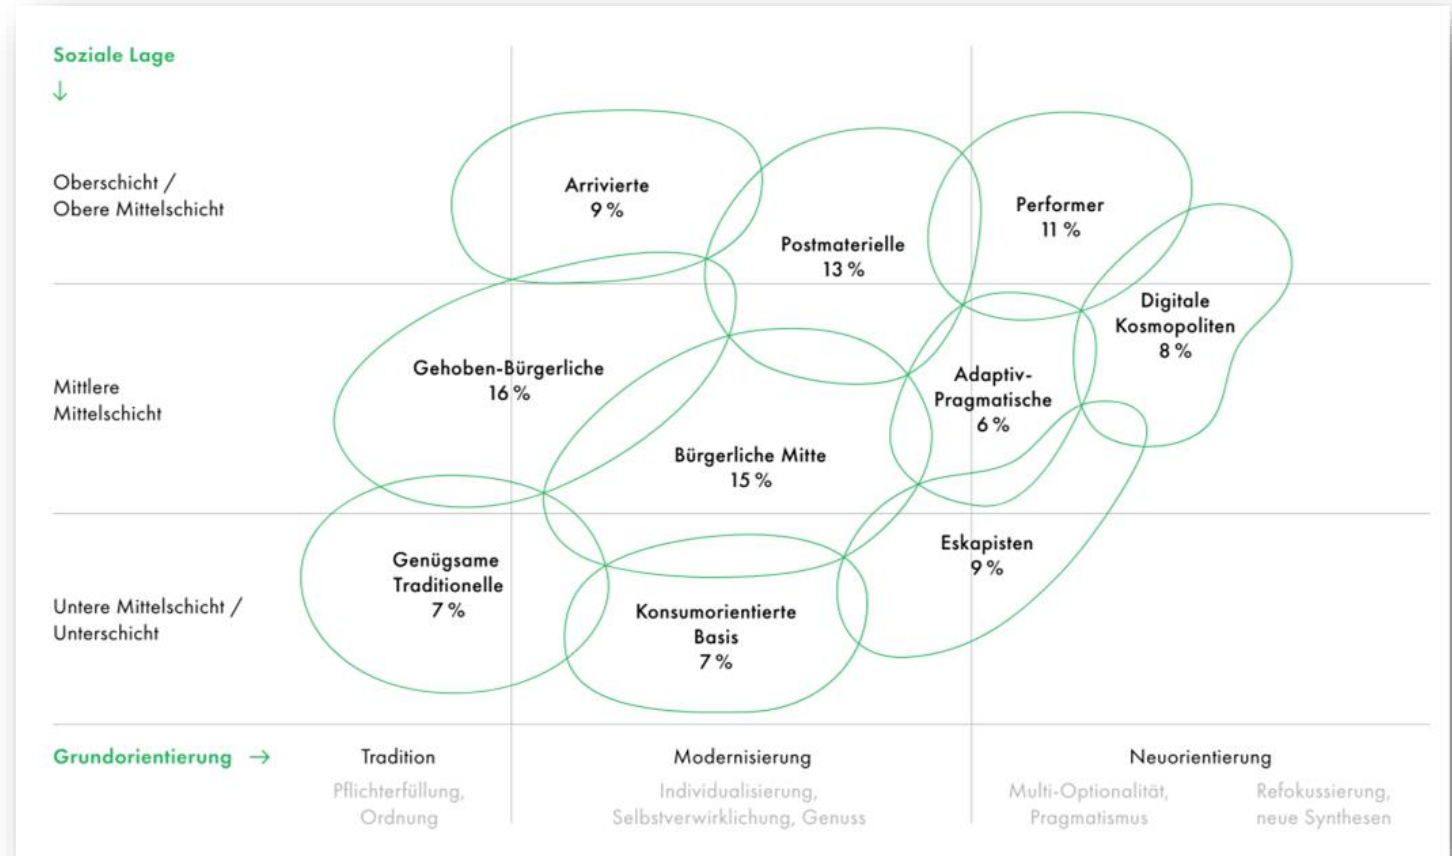 Soziale Lage
↓
Oberschicht /
Obere Mittelschicht
Arrivierte
9 %
Postmaterielle
13 %
Performer
11 %
Digitale
Kosmopoliten
8 %
Mittlere
Mittelschicht
Gehoben-Bürgerliche
16 %
Bürgerliche Mitte
15 %
Adaptiv-
Pragmatische
6 %
Untere Mittelschicht /
Unterschicht
Genügsame
Traditionelle
7 %
Konsumorientierte
Basis
7 %
Eskapisten
9 %
Grundorientierung →
Tradition
Pflichterfüllung,
Ordnung
Modernisierung
Individualisierung,
Selbstverwirklichung, Genuss
Neuorientierung
Multi-Optionalität,
Pragmatismus
Refokussierung,
neue Synthesen